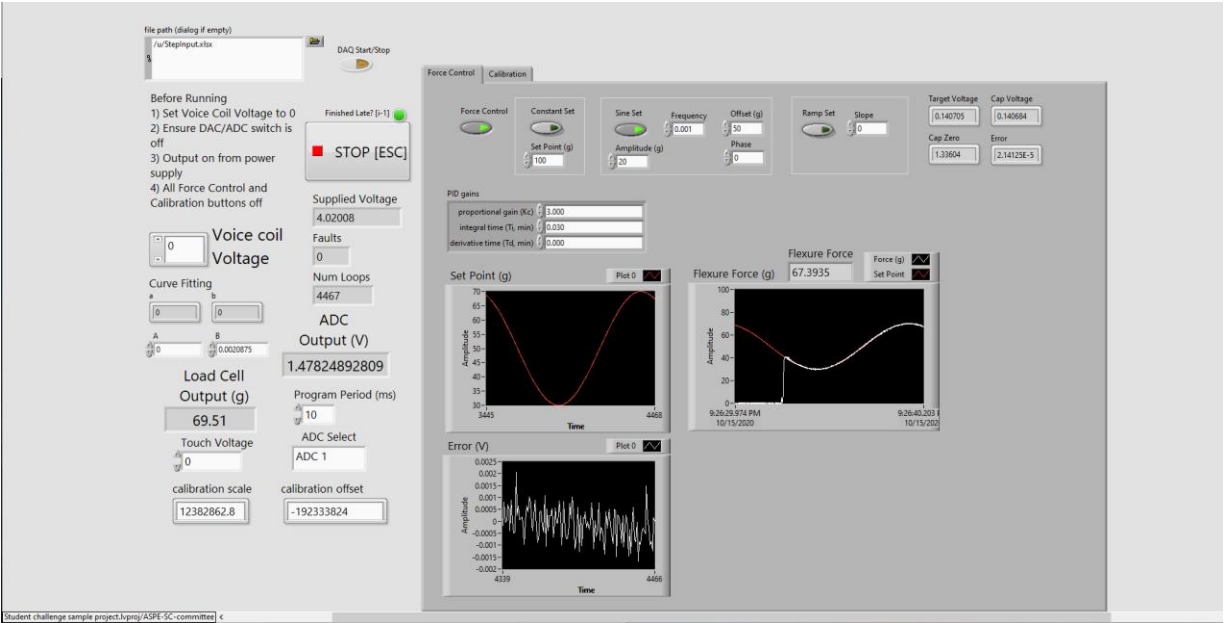 file path (dialog if empty)
/u/StepInput.xlsx
DAQ Start/Stop
Before Running
1) Set Voice Coil Voltage to 0
2) Ensure DAC/ADC switch is
off
3) Output on from power
supply
4) All Force Control and
Calibration buttons off
Finished Late? [i-1]
STOP [ESC]
Supplied Voltage
4.02008
Voice coil
Voltage
0
Faults
0
Curve Fitting
a
b
0
0
A
B
0
0.0020875
Num Loops
4467
ADC
Output (V)
1.47824892809
Load Cell
Output (g)
69.51
Program Period (ms)
10
Touch Voltage
0
ADC Select
ADC 1
calibration scale
calibration offset
12382862.8
-192333824
Force Control
Calibration
Force Control
Constant Set
Set Point (g)
100
Sine Set
Frequency
0.001
Offset (g)
50
Amplitude (g)
20
Phase
0
Ramp Set
Slope
0
Target Voltage
Cap Voltage
0.140705
0.140684
Cap Zero
Error
1.33604
2.14125E-5
PID gains
proportional gain (Kc)
3.000
integral time (Ti, min)
0.030
derivative time (Td, min)
0.000
Set Point (g)
Plot 0
Amplitude
70-
65-
60-
55-
50-
45-
40-
35-
30-
3445
4468
Time
Flexure Force (g)
Flexure Force
67.3935
Force (g)
Set Point
Amplitude
100-
80-
60-
40-
20-
0-
9:26:29.974 PM
10/15/2020
9:26:40.203
10/15/202
Error (V)
Plot 0
Amplitude
0.0025-
0.002-
0.0015-
0.001-
0.0005-
0-
-0.0005-
-0.001-
-0.0015-
-0.002-
4339
4466
Time
Student challenge sample project.lvproj/ASPE-SC-committee
<